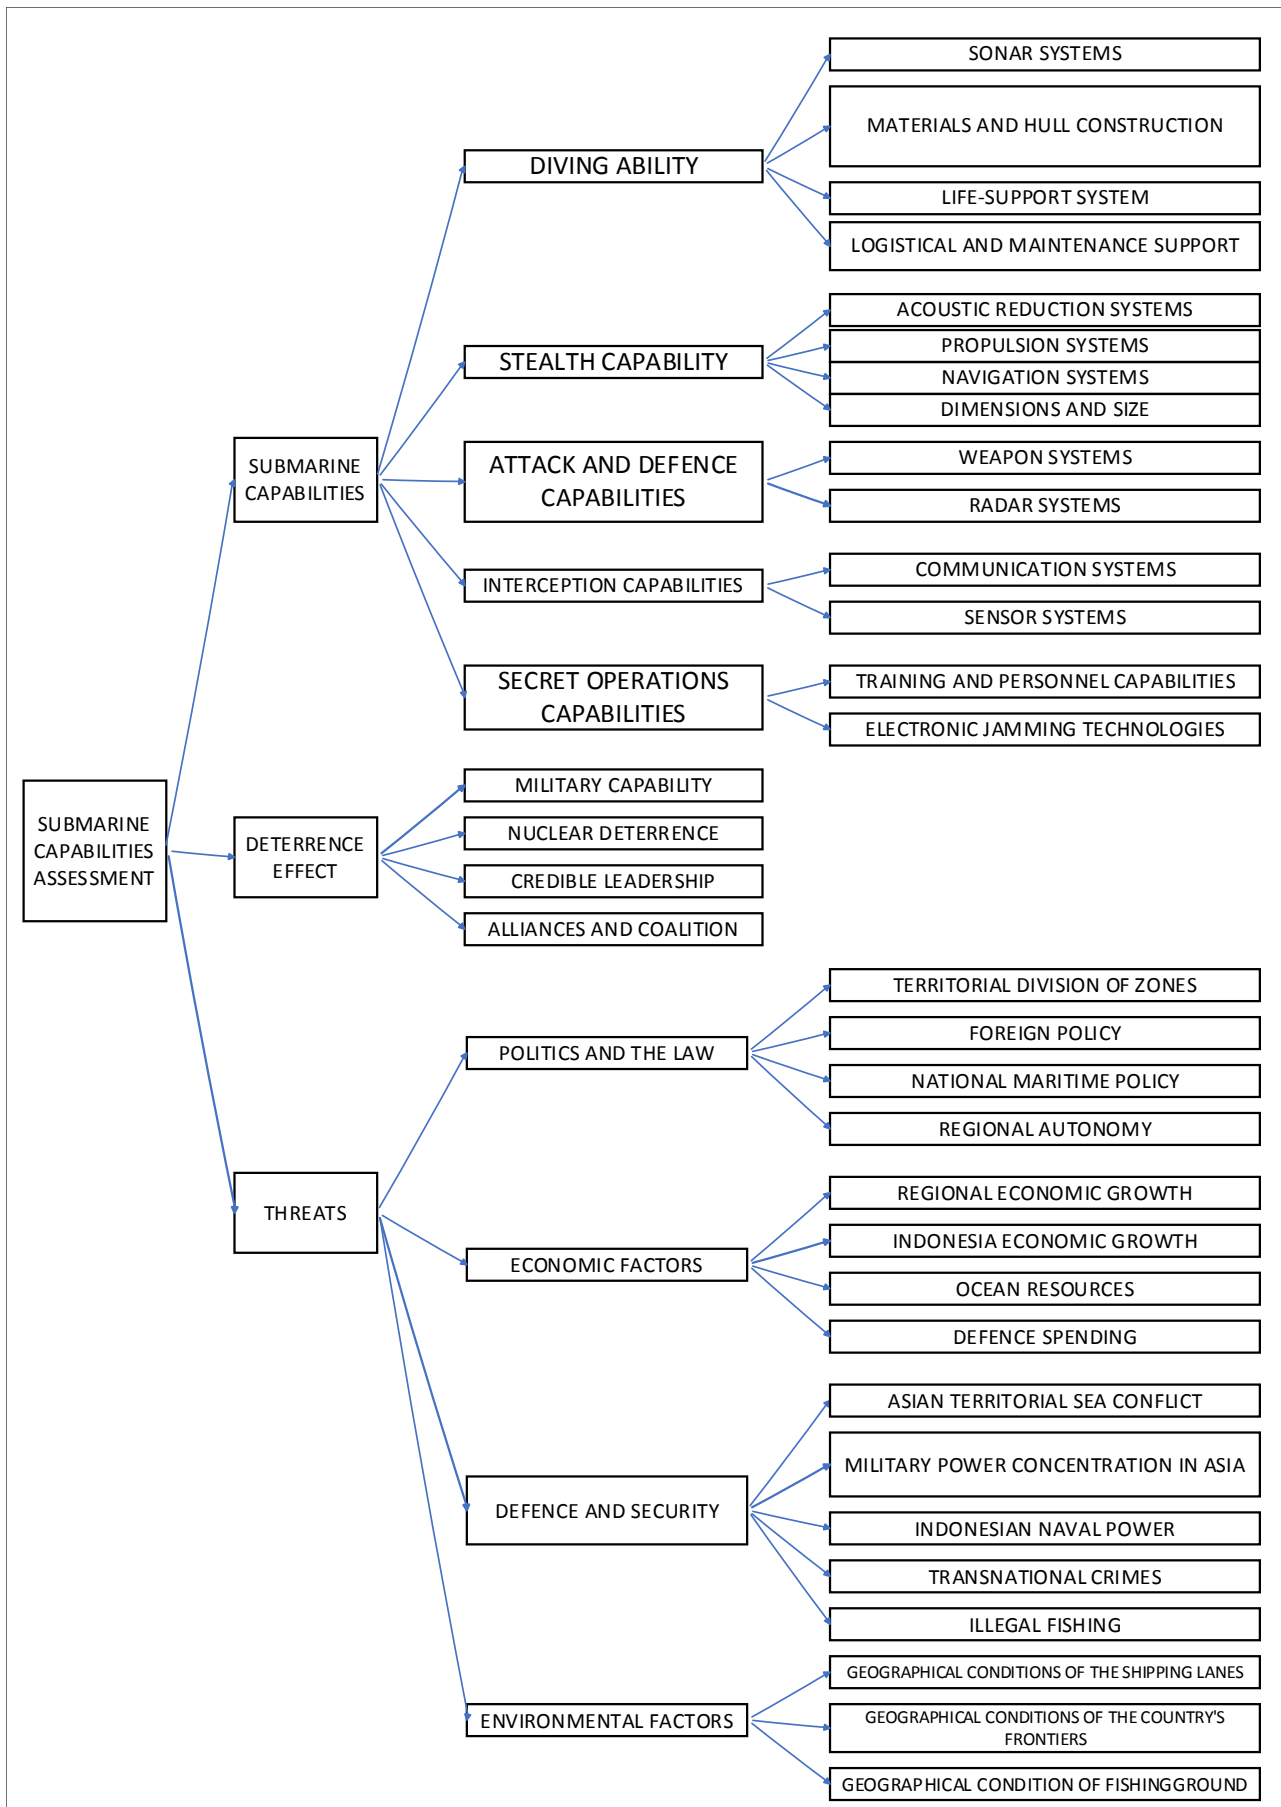 SONAR SYSTEMS
MATERIALS AND HULL CONSTRUCTION
DIVING ABILITY
LIFE-SUPPORT SYSTEM
LOGISTICAL AND MAINTENANCE SUPPORT
ACOUSTIC REDUCTION SYSTEMS
PROPULSION SYSTEMS
STEALTH CAPABILITY
NAVIGATION SYSTEMS
DIMENSIONS AND SIZE
SUBMARINE
CAPABILITIES
ATTACK AND DEFENCE
CAPABILITIES
WEAPON SYSTEMS
RADAR SYSTEMS
INTERCEPTION CAPABILITIES
COMMUNICATION SYSTEMS
SENSOR SYSTEMS
SECRET OPERATIONS
CAPABILITIES
TRAINING AND PERSONNEL CAPABILITIES
ELECTRONIC JAMMING TECHNOLOGIES
SUBMARINE
CAPABILITIES
ASSESSMENT
DETERRENCE
EFFECT
MILITARY CAPABILITY
NUCLEAR DETERRENCE
CREDIBLE LEADERSHIP
ALLIANCES AND COALITION
POLITICS AND THE LAW
TERRITORIAL DIVISION OF ZONES
FOREIGN POLICY
NATIONAL MARITIME POLICY
REGIONAL AUTONOMY
THREATS
ECONOMIC FACTORS
REGIONAL ECONOMIC GROWTH
INDONESIA ECONOMIC GROWTH
OCEAN RESOURCES
DEFENCE SPENDING
DEFENCE AND SECURITY
ASIAN TERRITORIAL SEA CONFLICT
MILITARY POWER CONCENTRATION IN ASIA
INDONESIAN NAVAL POWER
TRANSNATIONAL CRIMES
ILLEGAL FISHING
ENVIRONMENTAL FACTORS
GEOGRAPHICAL CONDITIONS OF THE SHIPPING LANES
GEOGRAPHICAL CONDITIONS OF THE COUNTRY'S
FRONTIERS
GEOGRAPHICAL CONDITION OF FISHINGGROUND